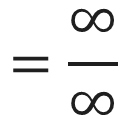 = ∞/∞